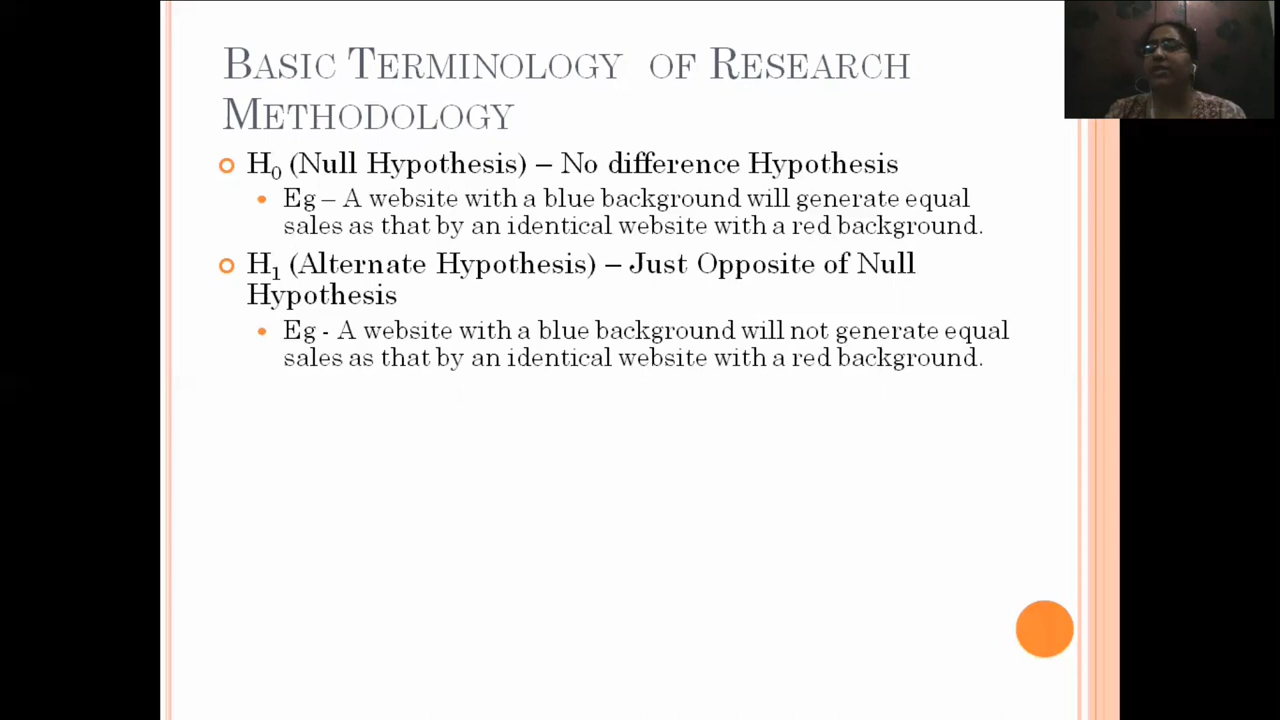 BASIC TERMINOLOGY OF RESEARCH
METHODOLOGY
H₀ (Null Hypothesis) – No difference Hypothesis
Eg – A website with a blue background will generate equal
sales as that by an identical website with a red background.
H₁ (Alternate Hypothesis) – Just Opposite of Null
Hypothesis
Eg - A website with a blue background will not generate equal
sales as that by an identical website with a red background.